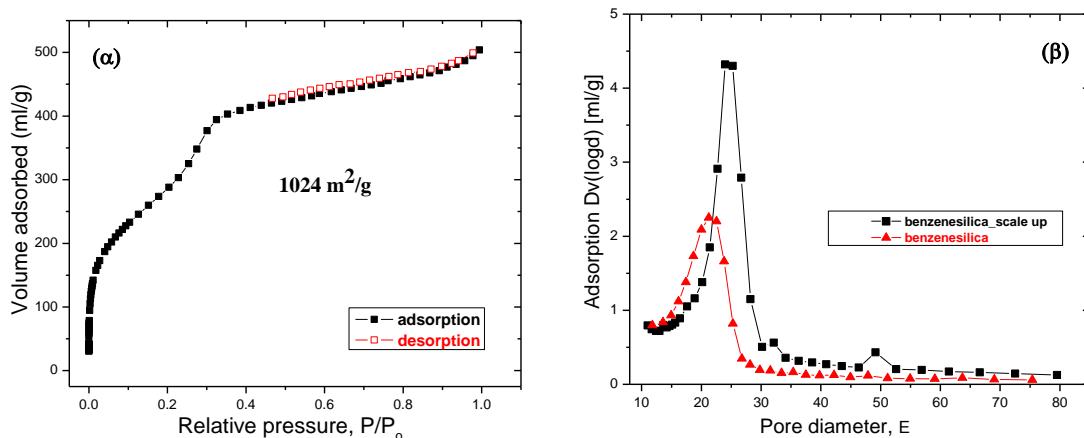 (α)
Volume adsorbed (ml/g)
500
400
300
200
100
0
1024 m²/g
adsorption
desorption
0.0 0.2 0.4 0.6 0.8 1.0
Relative pressure, P/P₀
(β)
Adsorption Dv(logd) [ml/g]
5
4
3
2
1
0
benzenesilica_scale up
benzenesilica
10 20 30 40 50 60 70 80
Pore diameter, E